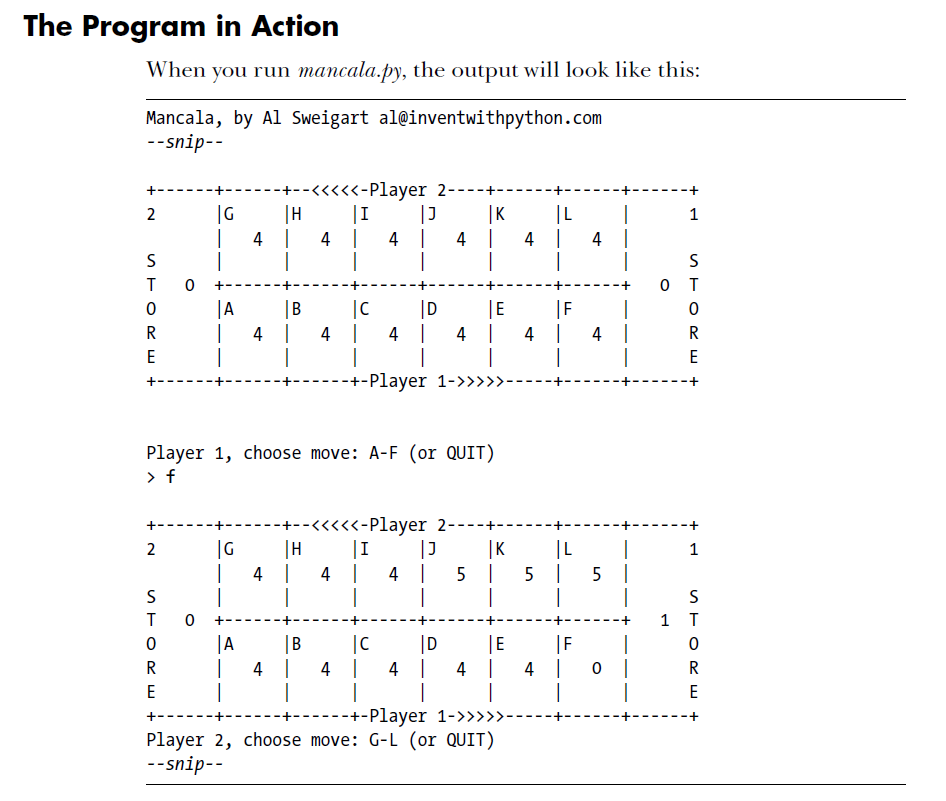 The Program in Action
When you run mancala.py, the output will look like this:
Mancala, by Al Sweigart al@inventwithpython.com
--snip--
+------+------+--<<<<<-Player 2----+------+------+------+
2      |G     |H     |I     |J     |K     |L     |      1
       |   4  |   4  |   4  |   4  |   4  |   4  |
S      |      |      |      |      |      |      |      S
T   0  +------+------+------+------+------+------+   0  T
O      |A     |B     |C     |D     |E     |F     |      O
R      |   4  |   4  |   4  |   4  |   4  |   4  |      R
E      |      |      |      |      |      |      |      E
+------+------+------+-Player 1->>>>>-----+------+------+
Player 1, choose move: A-F (or QUIT)
> f
+------+------+--<<<<<-Player 2----+------+------+------+
2      |G     |H     |I     |J     |K     |L     |      1
       |   4  |   4  |   4  |   5  |   5  |   5  |
S      |      |      |      |      |      |      |      S
T   0  +------+------+------+------+------+------+   1  T
O      |A     |B     |C     |D     |E     |F     |      O
R      |   4  |   4  |   4  |   4  |   4  |   0  |      R
E      |      |      |      |      |      |      |      E
+------+------+------+-Player 1->>>>>-----+------+------+
Player 2, choose move: G-L (or QUIT)
--snip--